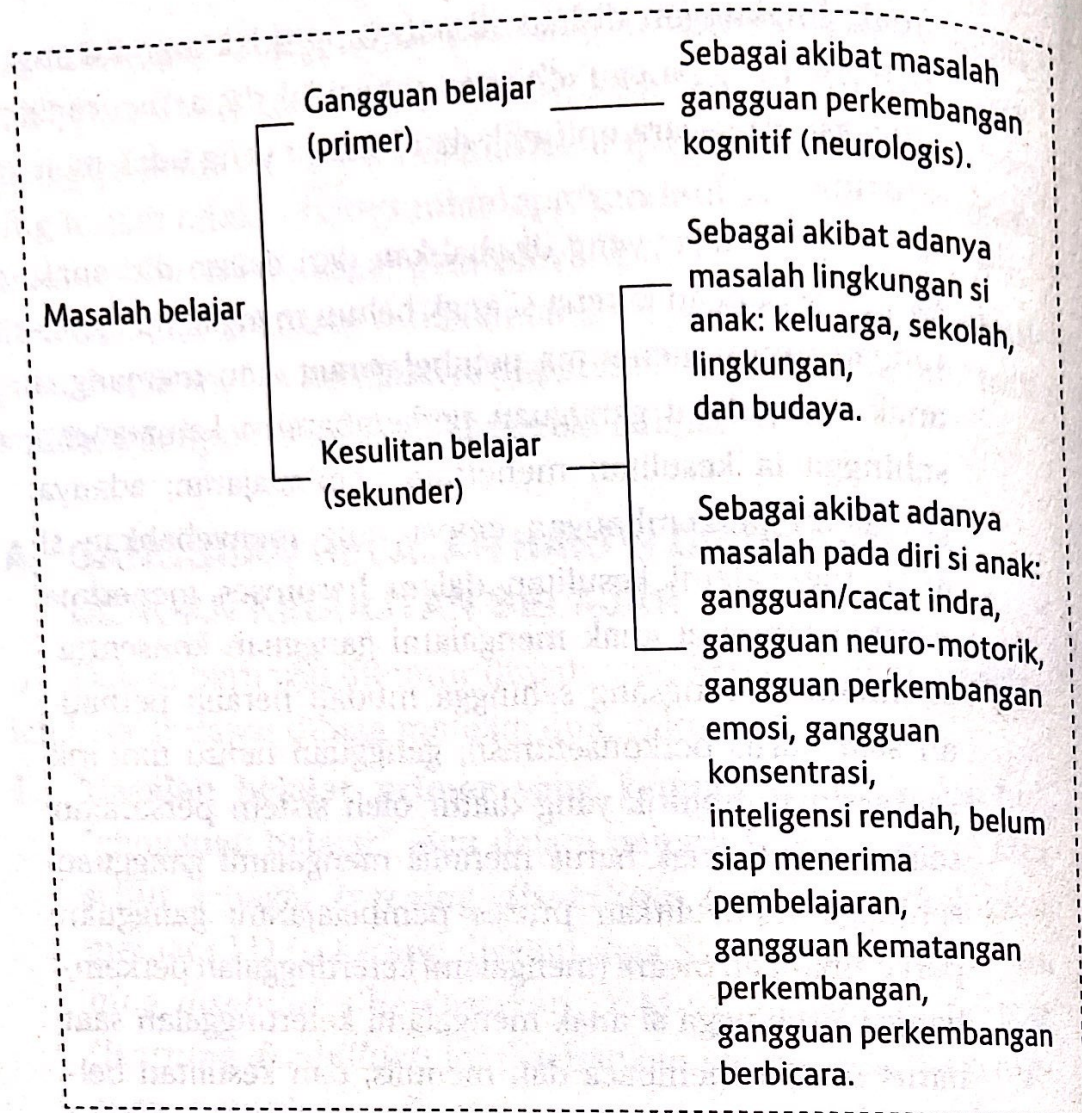 Masalah belajar
Gangguan belajar
(primer)
Sebagai akibat masalah
gangguan perkembangan
kognitif (neurologis).
Kesulitan belajar
(sekunder)
Sebagai akibat adanya
masalah lingkungan si
anak: keluarga, sekolah,
lingkungan,
dan budaya.
Sebagai akibat adanya
masalah pada diri si anak:
gangguan/cacat indra,
gangguan neuro-motorik,
gangguan perkembangan
emosi, gangguan
konsentrasi,
inteligensi rendah, belum
siap menerima
pembelajaran,
gangguan kematangan
perkembangan,
gangguan perkembangan
berbicara.